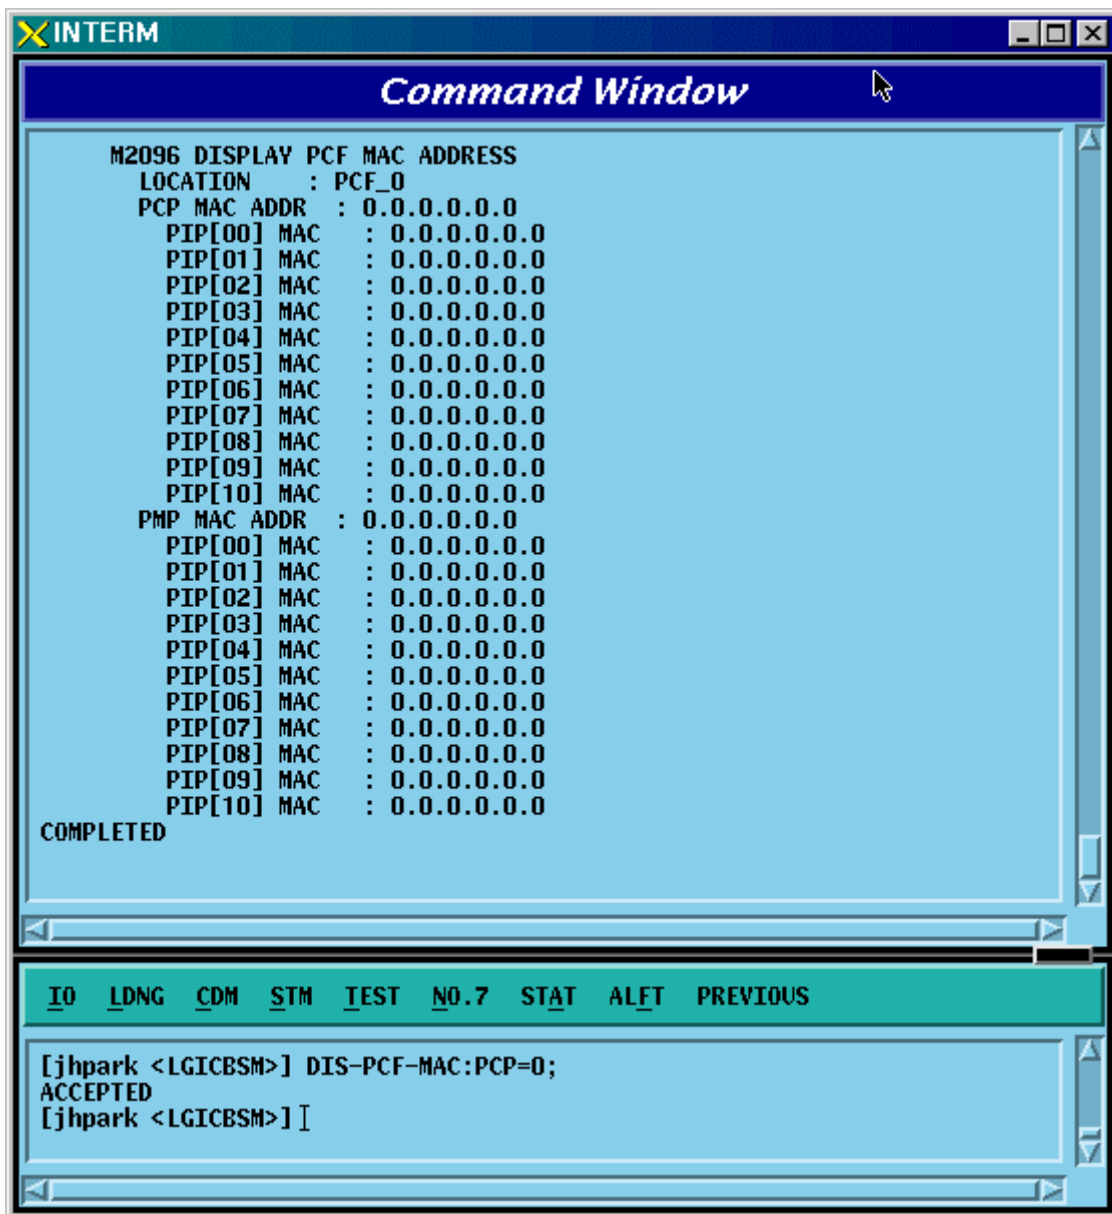 INTERM
Command Window
M2096 DISPLAY PCF MAC ADDRESS
LOCATION : PCF_0
PCP MAC ADDR : 0.0.0.0.0.0
PIP[00] MAC : 0.0.0.0.0.0
PIP[01] MAC : 0.0.0.0.0.0
PIP[02] MAC : 0.0.0.0.0.0
PIP[03] MAC : 0.0.0.0.0.0
PIP[04] MAC : 0.0.0.0.0.0
PIP[05] MAC : 0.0.0.0.0.0
PIP[06] MAC : 0.0.0.0.0.0
PIP[07] MAC : 0.0.0.0.0.0
PIP[08] MAC : 0.0.0.0.0.0
PIP[09] MAC : 0.0.0.0.0.0
PIP[10] MAC : 0.0.0.0.0.0
PMP MAC ADDR : 0.0.0.0.0.0
PIP[00] MAC : 0.0.0.0.0.0
PIP[01] MAC : 0.0.0.0.0.0
PIP[02] MAC : 0.0.0.0.0.0
PIP[03] MAC : 0.0.0.0.0.0
PIP[04] MAC : 0.0.0.0.0.0
PIP[05] MAC : 0.0.0.0.0.0
PIP[06] MAC : 0.0.0.0.0.0
PIP[07] MAC : 0.0.0.0.0.0
PIP[08] MAC : 0.0.0.0.0.0
PIP[09] MAC : 0.0.0.0.0.0
PIP[10] MAC : 0.0.0.0.0.0
COMPLETED
IO LDNG CDM STM TEST NO.7 STAT ALFT PREVIOUS
[jhpark <LGICBSM>] DIS-PCF-MAC:PCP=0;
ACCEPTED
[jhpark <LGICBSM>]